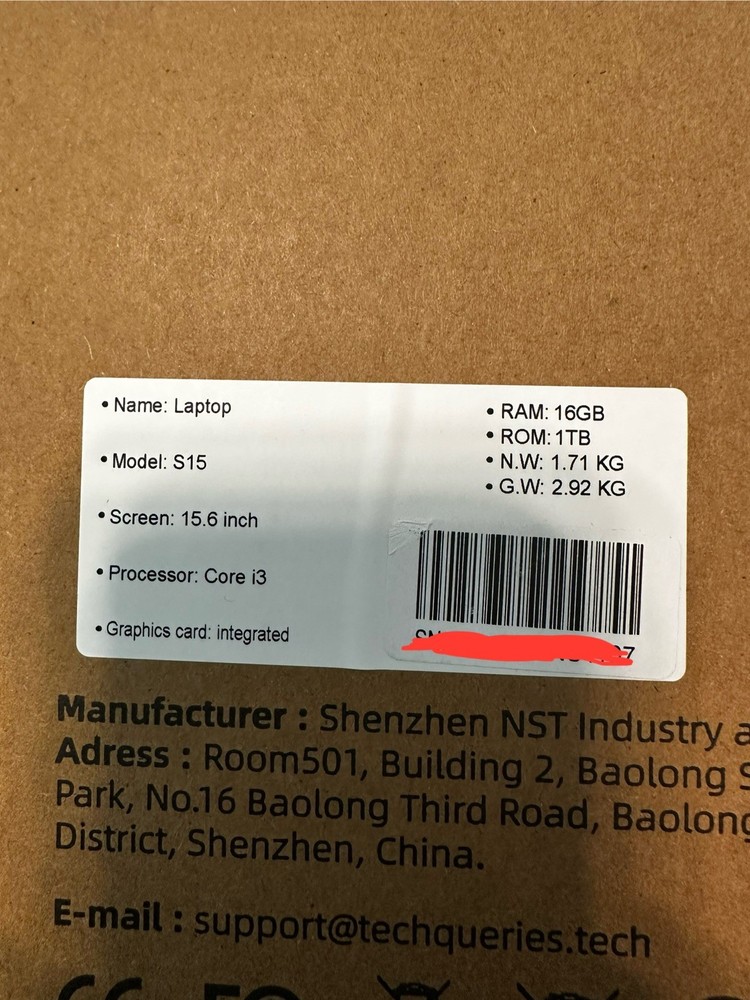 • Name: Laptop
• Model: S15
• Screen: 15.6 inch
• Processor: Core i3
• Graphics card: integrated
• RAM: 16GB
• ROM: 1TB
• N.W: 1.71 KG
• G.W: 2.92 KG
Manufacturer : Shenzhen NST Industry
Adress : Room501, Building 2, Baolong
Park, No.16 Baolong Third Road, Baolong
District, Shenzhen, China.
E-mail : support@techqueries.tech